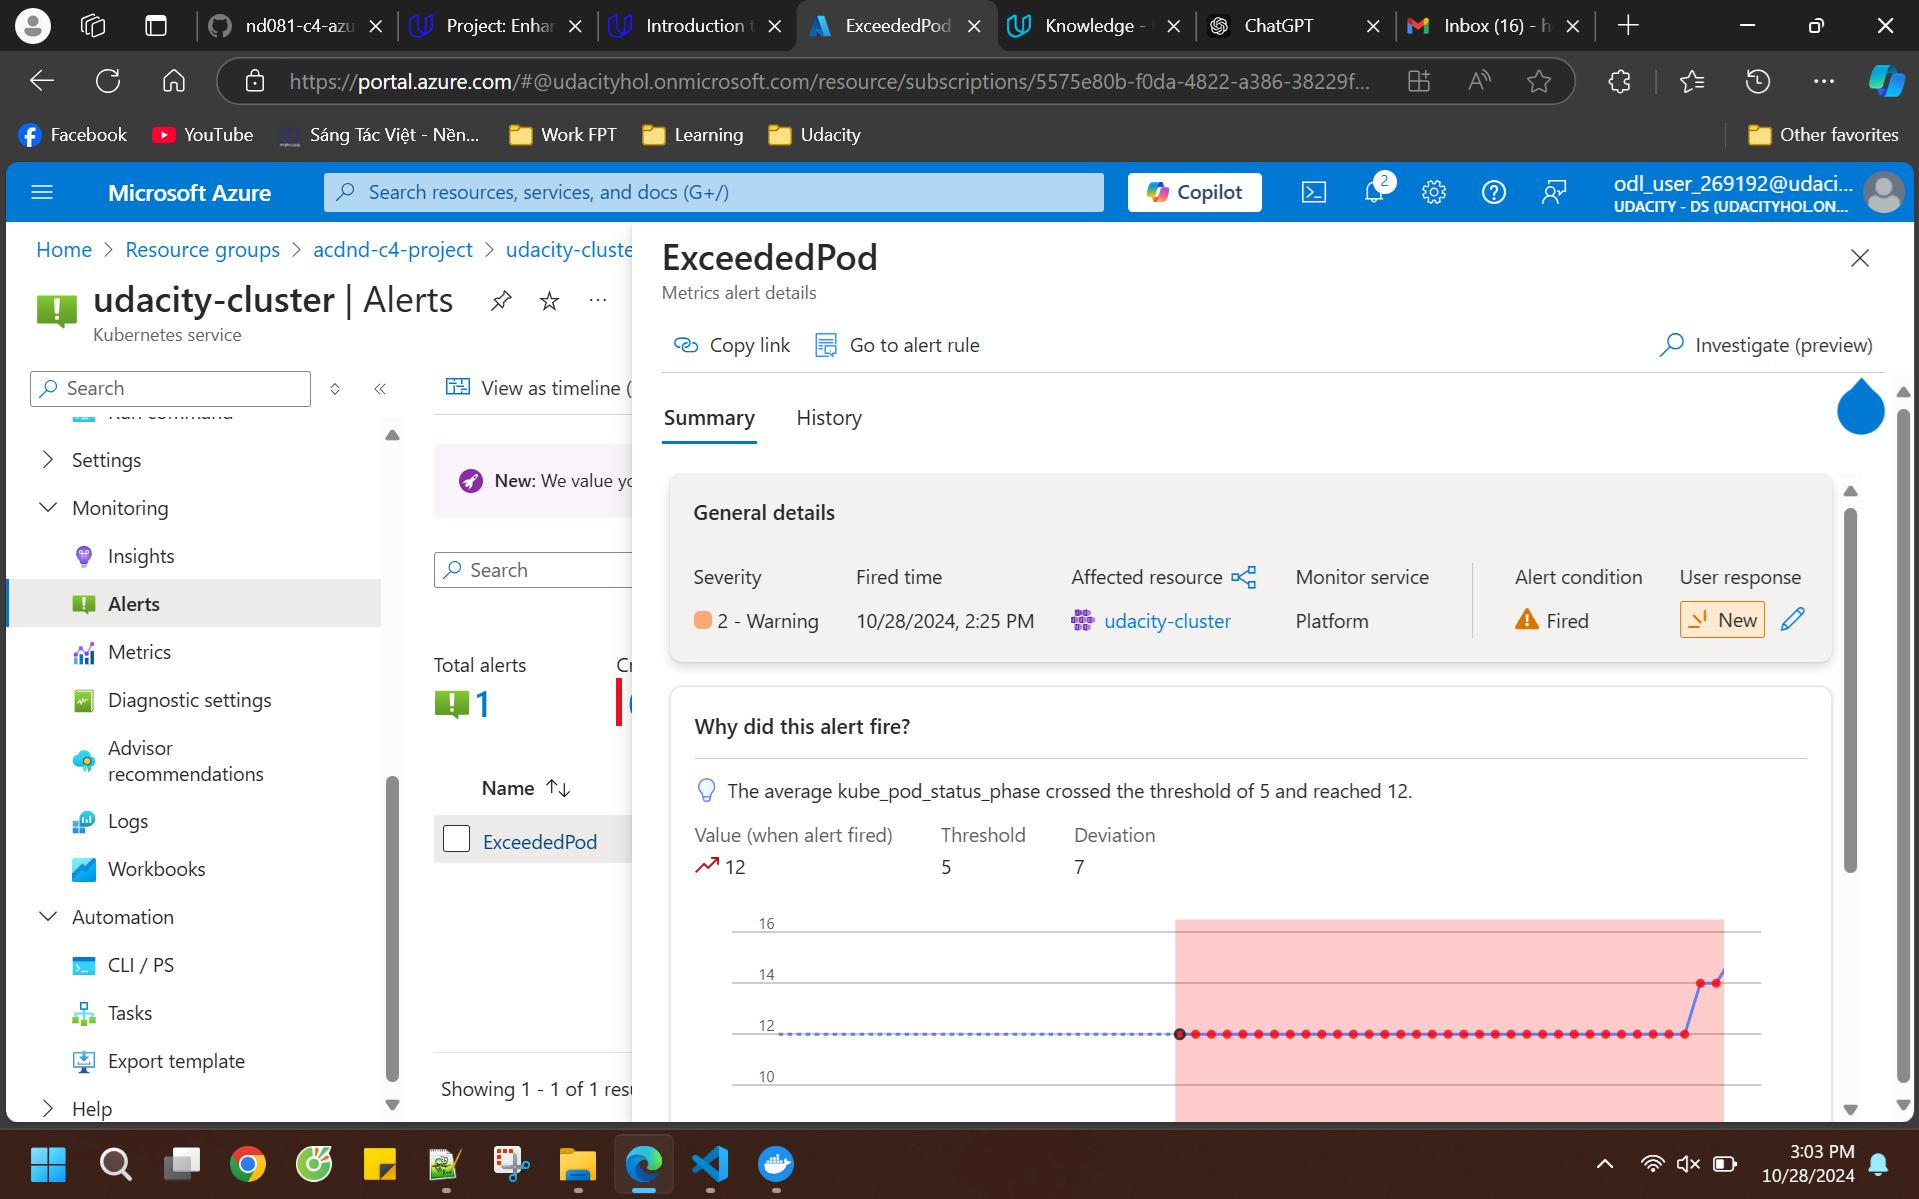 nd081-c4-azu
Project: Enhan
Introduction t
ExceededPod
Knowledge -
ChatGPT
Inbox (16) - h
https://portal.azure.com/#@udacityhol.onmicrosoft.com/resource/subscriptions/5575e80b-f0da-4822-a386-38229f...
Facebook
YouTube
Sáng Tác Việt - Nền...
Work FPT
Learning
Udacity
Other favorites
Microsoft Azure
Search resources, services, and docs (G+/)
Copilot
2
odl_user_269192@udaci...
UDACITY - DS (UDACITYHOL.ON...
Home > Resource groups > acdnd-c4-project > udacity-cluste
udacity-cluster | Alerts
Kubernetes service
Search
Run command
Settings
Monitoring
Insights
Alerts
Metrics
Diagnostic settings
Advisor
recommendations
Logs
Workbooks
Automation
CLI / PS
Tasks
Export template
Help
View as timeline (
New: We value yo
Search
Total alerts
1
Cr
Name
ExceededPod
Showing 1 - 1 of 1 resu
ExceededPod
Metrics alert details
Copy link
Go to alert rule
Investigate (preview)
Summary
History
General details
Severity
Fired time
Affected resource
Monitor service
Alert condition
User response
2 - Warning
10/28/2024, 2:25 PM
udacity-cluster
Platform
Fired
New
Why did this alert fire?
The average kube_pod_status_phase crossed the threshold of 5 and reached 12.
Value (when alert fired)
Threshold
Deviation
12
5
7
16
14
12
10
3:03 PM
10/28/2024